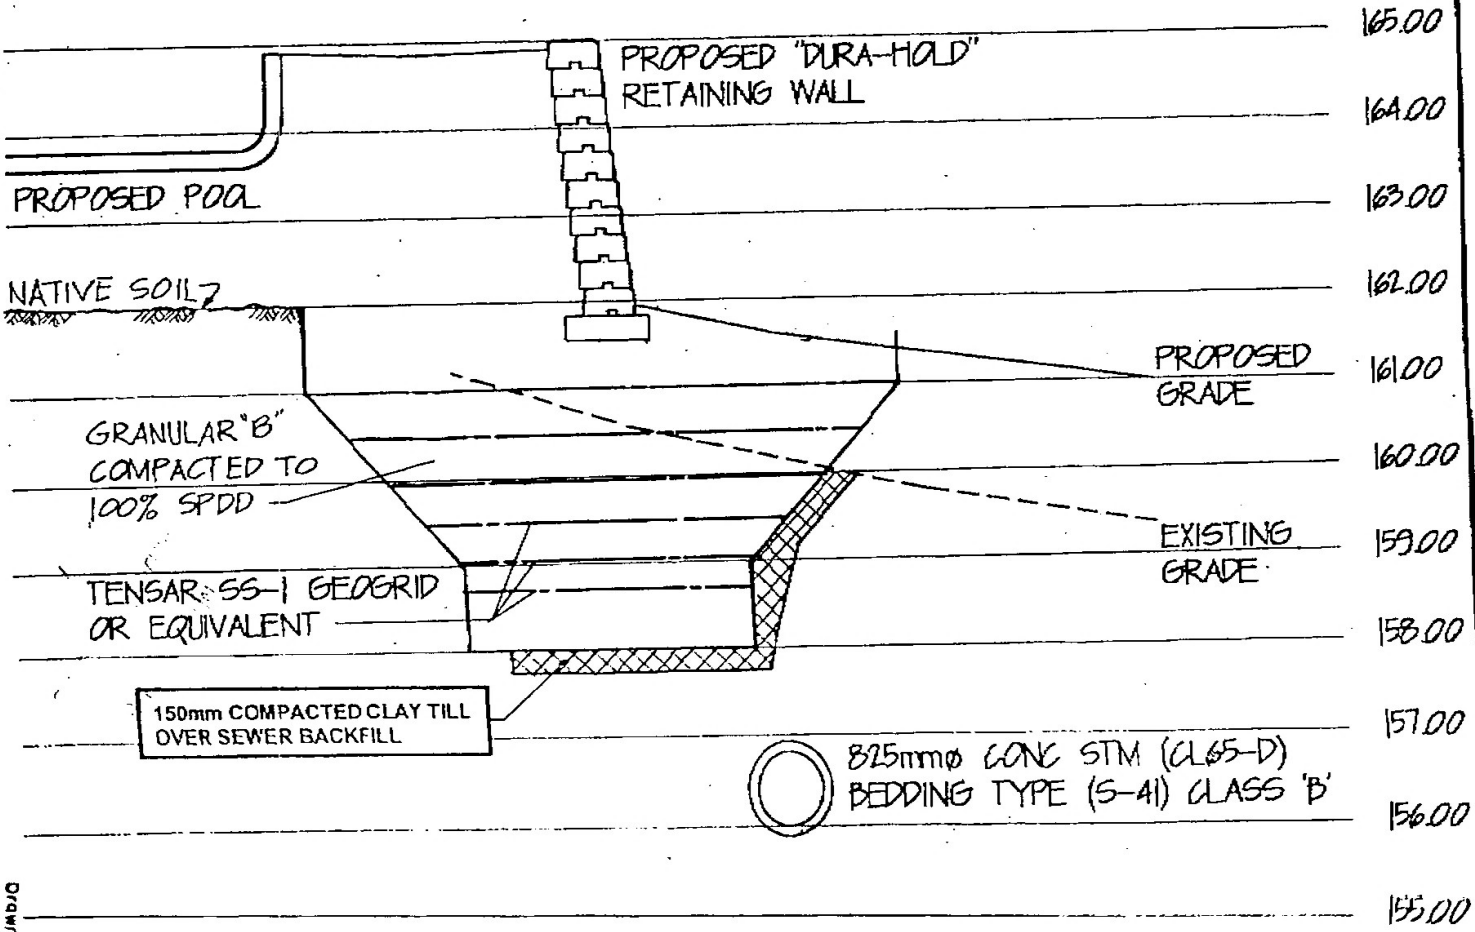 165.00
PROPOSED "DURA-HOLD"
RETAINING WALL
164.00
PROPOSED POOL
163.00
NATIVE SOIL
162.00
PROPOSED
GRADE
161.00
GRANULAR "B"
COMPACTED TO
100% SPDD
160.00
EXISTING
GRADE
159.00
TENSAR SS-1 GEOGRID
OR EQUIVALENT
158.00
150mm COMPACTED CLAY TILL
OVER SEWER BACKFILL
157.00
825mmø CONC STM (CL65-D)
BEDDING TYPE (S-41) CLASS 'B'
156.00
155.00